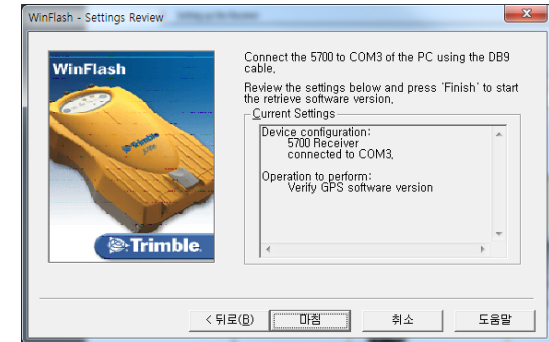 WinFlash - Settings Review
WinFlash
Trimble
Trimble.
Connect the 5700 to COM3 of the PC using the DB9
cable,
Review the settings below and press 'Finish' to start
the retrieve software version,
Current Settings
Device configuration:
5700 Receiver
connected to COM3,
Operation to perform:
Verify GPS software version
< 뒤로(B)
마침
취소
도움말